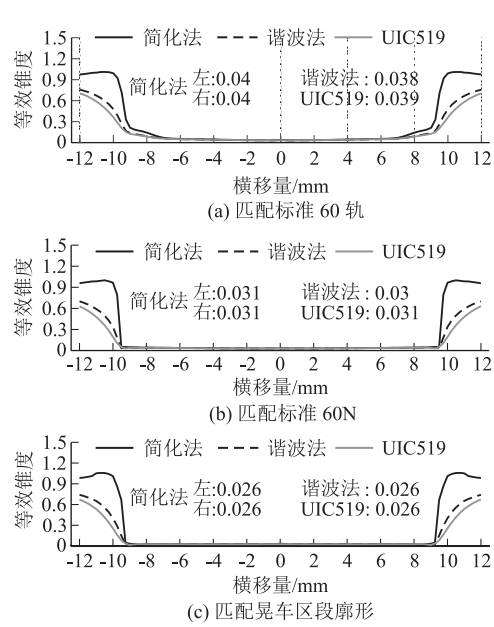 1.5
1.2
0.9
0.6
0.3
0
等效锥度
简化法 谐波法 UIC519
简化法 左:0.04 谐波法 : 0.038
右:0.04 UIC519: 0.039
-12 -10 -8 -6 -4 -2 0 2 4 6 8 10 12
横移量/mm
(a) 匹配标准 60 轨
1.5
1.2
0.9
0.6
0.3
0
等效锥度
简化法 谐波法 UIC519
简化法 左:0.031 谐波法 : 0.03
右:0.031 UIC519: 0.031
-12 -10 -8 -6 -4 -2 0 2 4 6 8 10 12
横移量/mm
(b) 匹配标准 60N
1.5
1.2
0.9
0.6
0.3
0
等效锥度
简化法 谐波法 UIC519
简化法 左:0.026 谐波法 : 0.026
右:0.026 UIC519: 0.026
-12 -10 -8 -6 -4 -2 0 2 4 6 8 10 12
横移量/mm
(c) 匹配晃车区段廓形